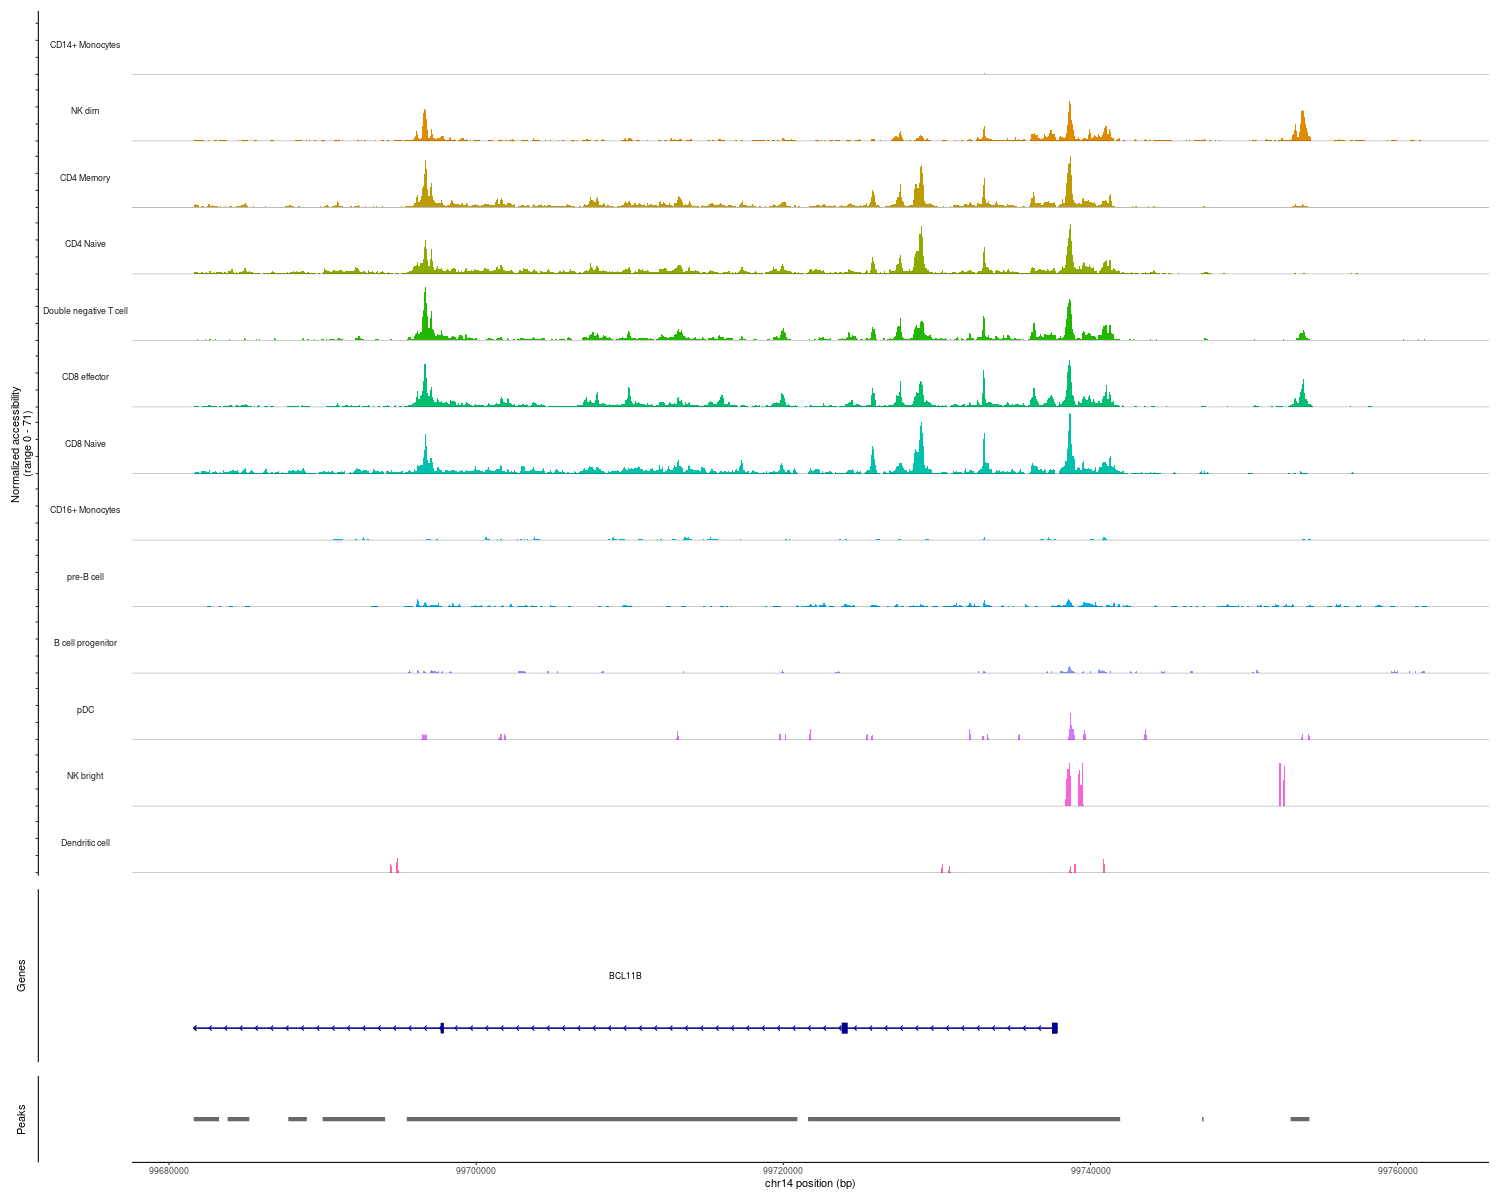 CD14+ Monocytes
NK dim
CD4 Memory
CD4 Naive
Double negative T cell
CD8 effector
CD8 Naive
CD16+ Monocytes
pre-B cell
B cell progenitor
pDC
NK bright
Dendritic cell
Normalized accessibility
(range 0 - 71)
Genes
BCL11B
Peaks
99680000 99700000 99720000 99740000 99760000
chr14 position (bp)